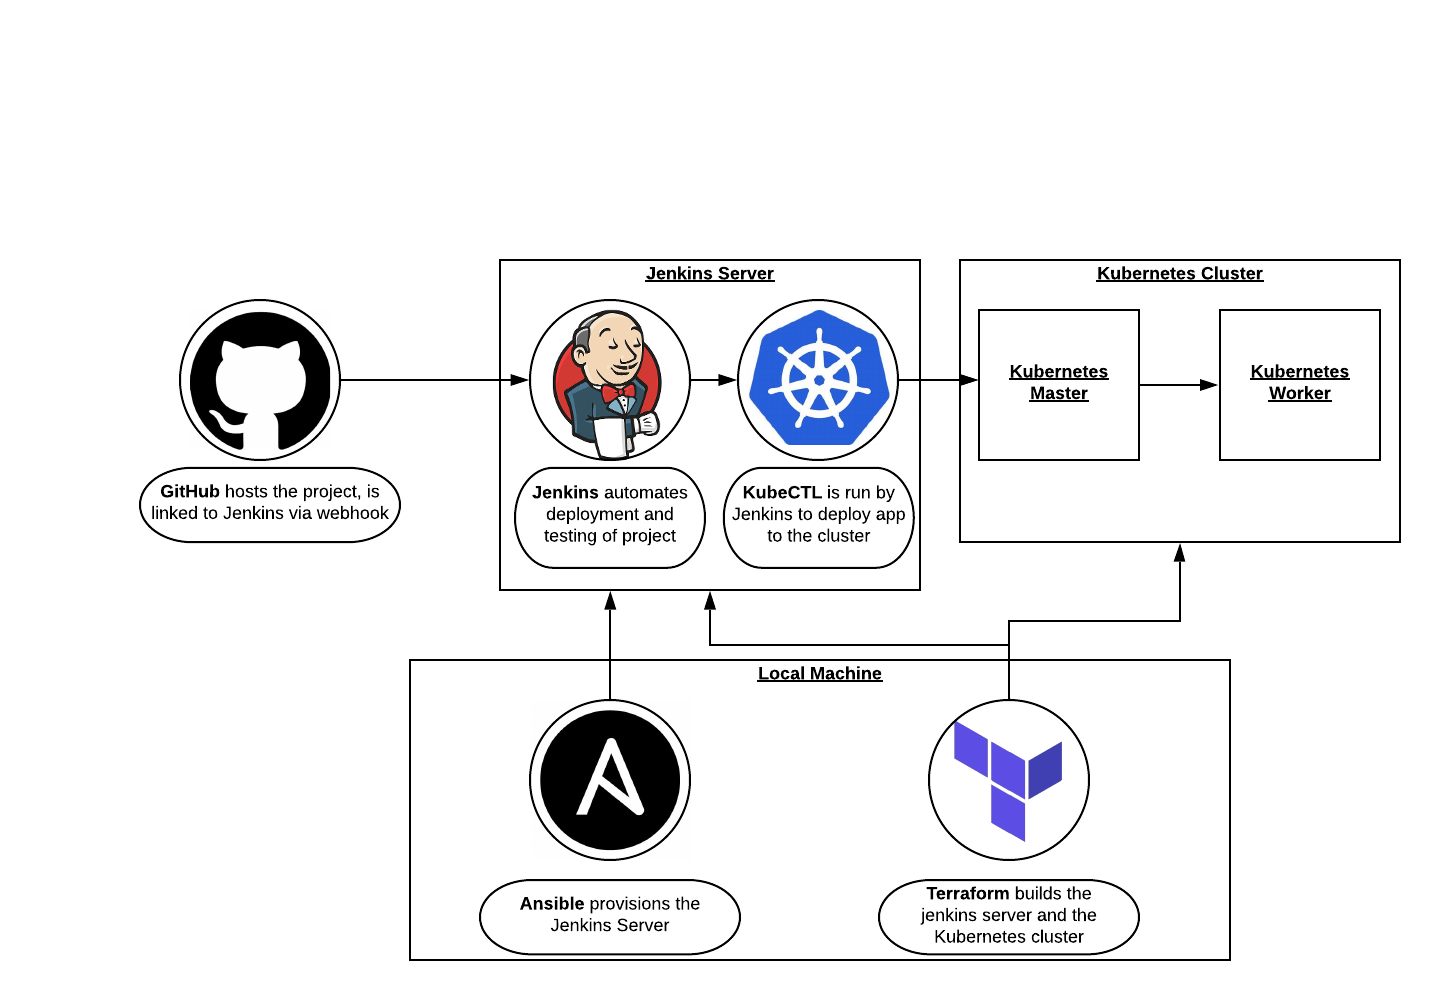 Jenkins Server
Kubernetes Cluster
Kubernetes
Master
Kubernetes
Worker
GitHub hosts the project, is
linked to Jenkins via webhook
Jenkins automates
deployment and
testing of project
KubeCTL is run by
Jenkins to deploy app
to the cluster
Local Machine
Ansible provisions the
Jenkins Server
Terraform builds the
jenkins server and the
Kubernetes cluster